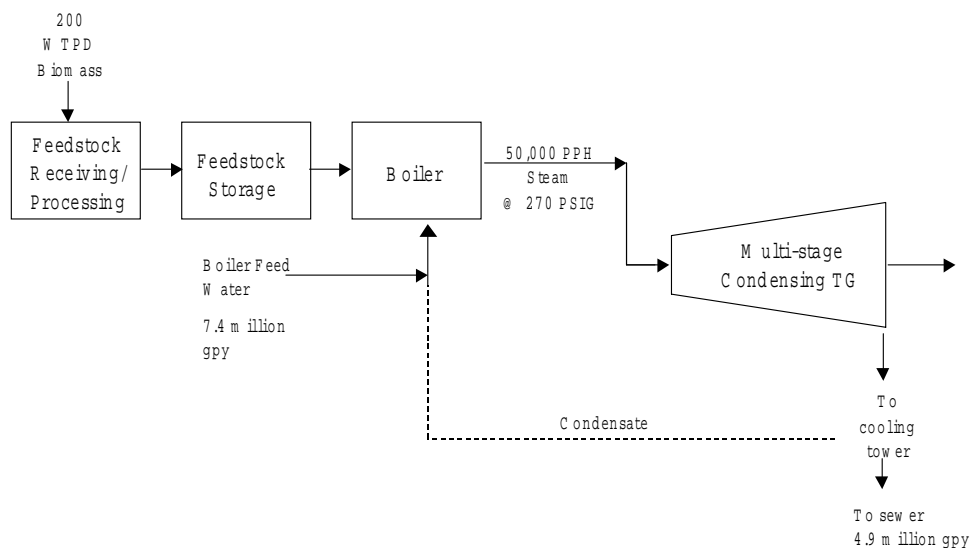 200
WTPD
Biomass
Feedstock
Receiving/
Processing
Feedstock
Storage
Boiler
50,000 PPH
Steam
@ 270 PSIG
Multi-stage
Condensing TG
Boiler Feed
Water
7.4 million
gpy
Condensate
To
cooling
tower
To sewer
4.9 million gpy